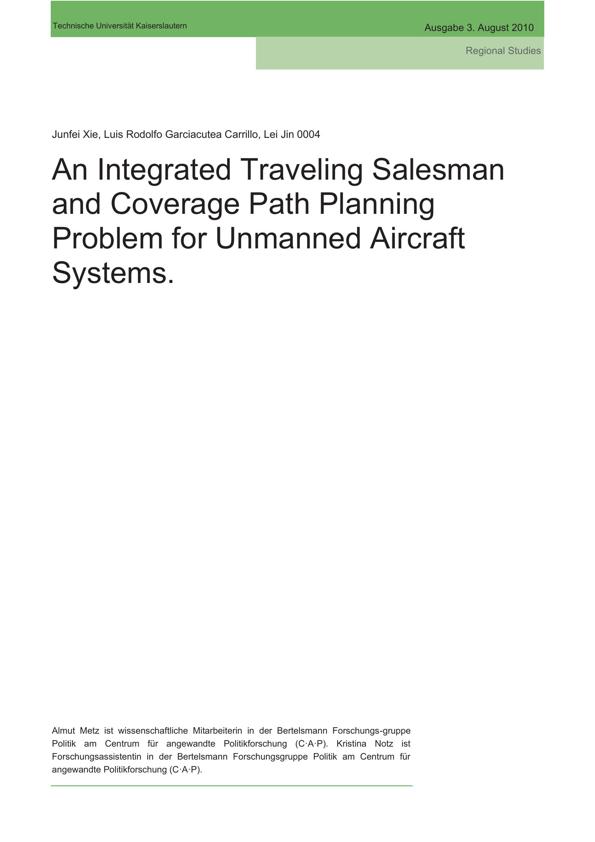 Technische Universität Kaiserslautern
Ausgabe 3. August 2010
Regional Studies
Junfei Xie, Luis Rodolfo Garciacutea Carrillo, Lei Jin 0004
An Integrated Traveling Salesman
and Coverage Path Planning
Problem for Unmanned Aircraft
Systems.
Almut Metz ist wissenschaftliche Mitarbeiterin in der Bertelsmann Forschungs-gruppe
Politik am Centrum für angewandte Politikforschung (C·A·P). Kristina Notz ist
Forschungsassistentin in der Bertelsmann Forschungsgruppe Politik am Centrum für
angewandte Politikforschung (C·A·P).